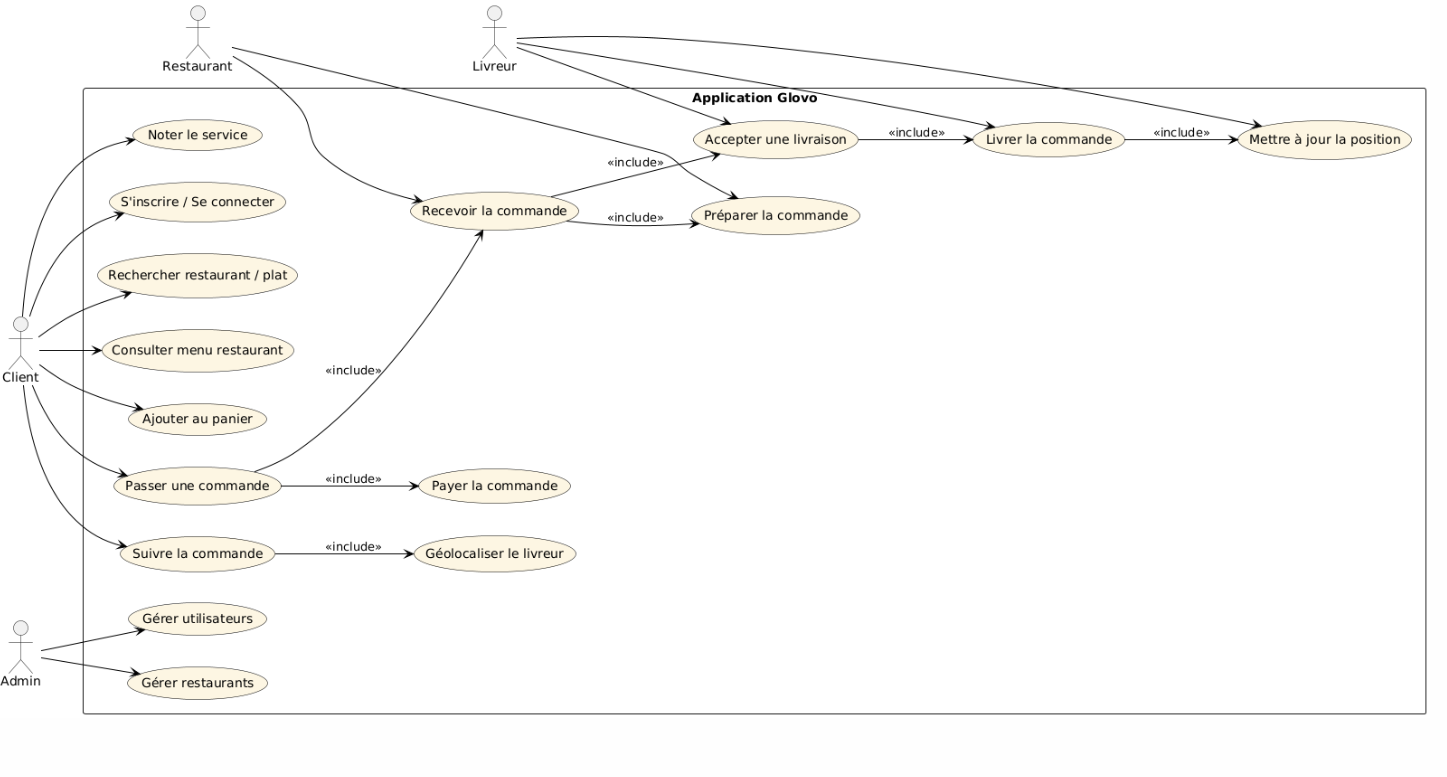 Restaurant
Livreur
Application Glovo
Noter le service
Accepter une livraison
«include»
Livrer la commande
«include»
Mettre à jour la position
«include»
S'inscrire / Se connecter
Recevoir la commande
«include»
Préparer la commande
Rechercher restaurant / plat
Client
Consulter menu restaurant
«include»
Ajouter au panier
Passer une commande
«include»
Payer la commande
Suivre la commande
«include»
Géolocaliser le livreur
Admin
Gérer utilisateurs
Gérer restaurants